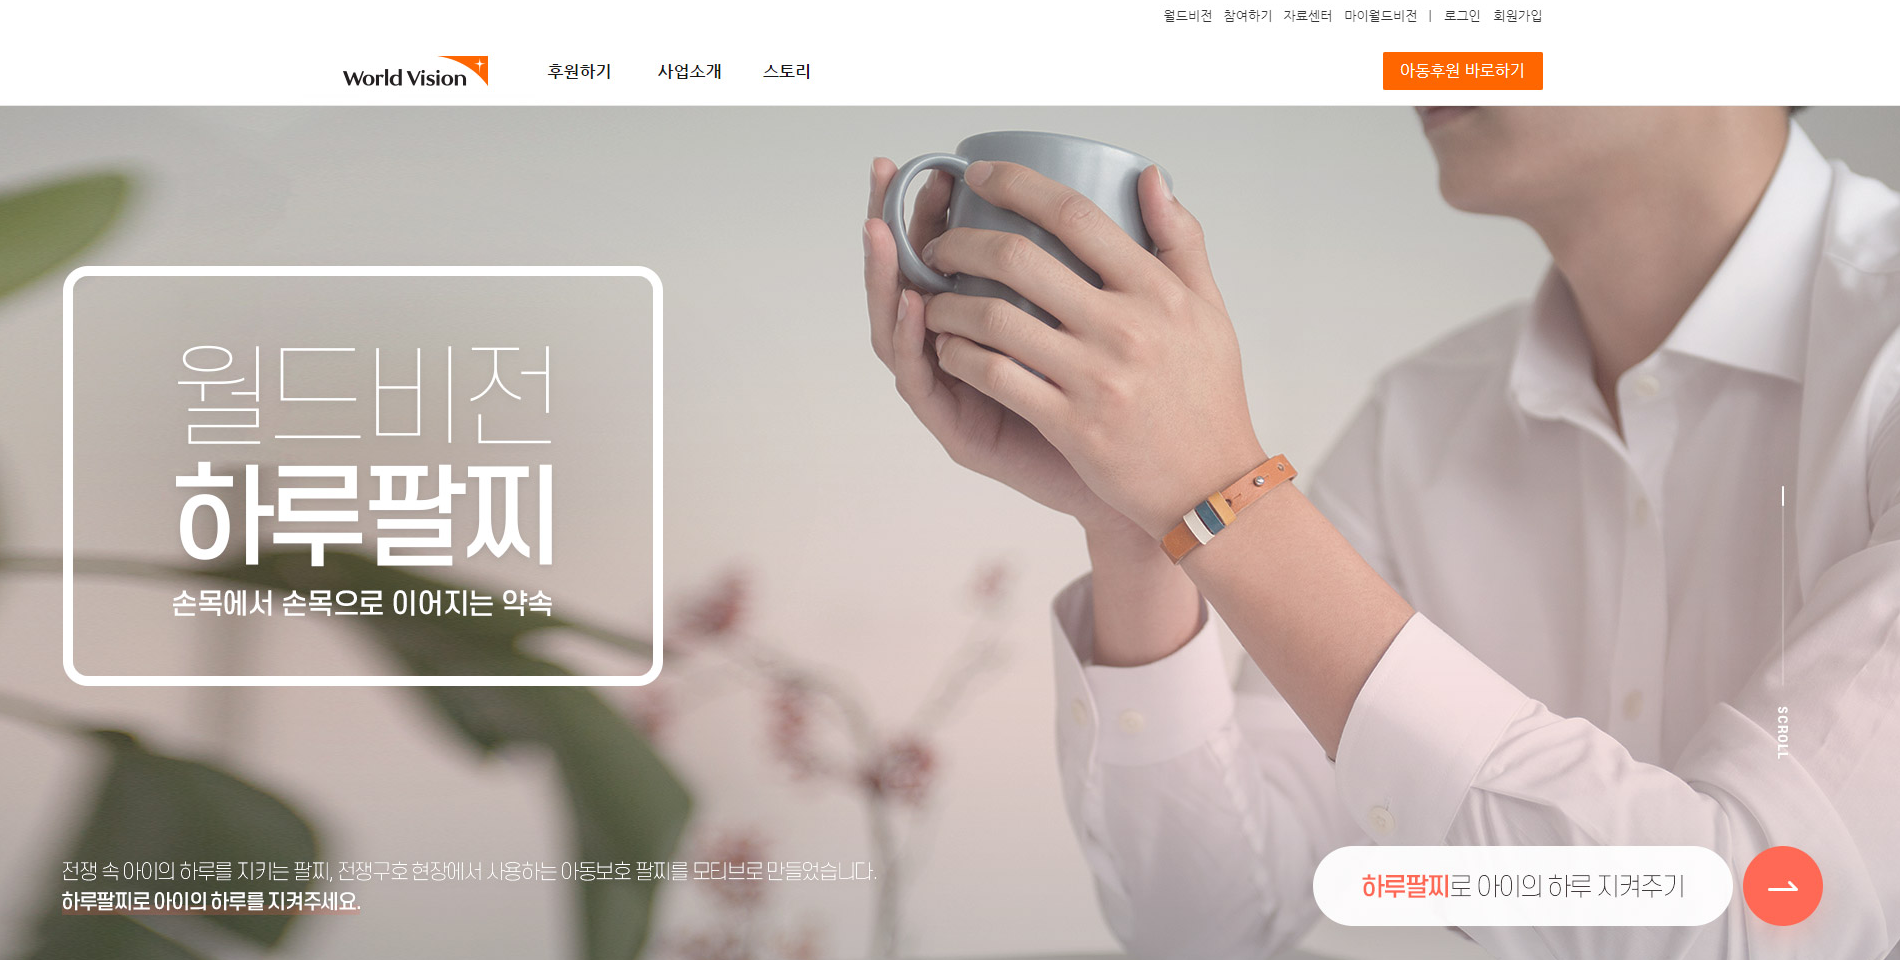 월드비전 참여하기 자료센터 마이월드비전 | 로그인 회원가입
World Vision 후원하기 사업소개 스토리 아동후원 바로하기
월드비전
하루팔찌
손목에서 손목으로 이어지는 약속
SCROLL
전쟁 속 아이의 하루를 지키는 팔찌, 전쟁구호 현장에서 사용하는 아동보호 팔찌를 모티브로 만들었습니다.
하루팔찌로 아이의 하루를 지켜주세요.
하루팔찌로 아이의 하루 지켜주기